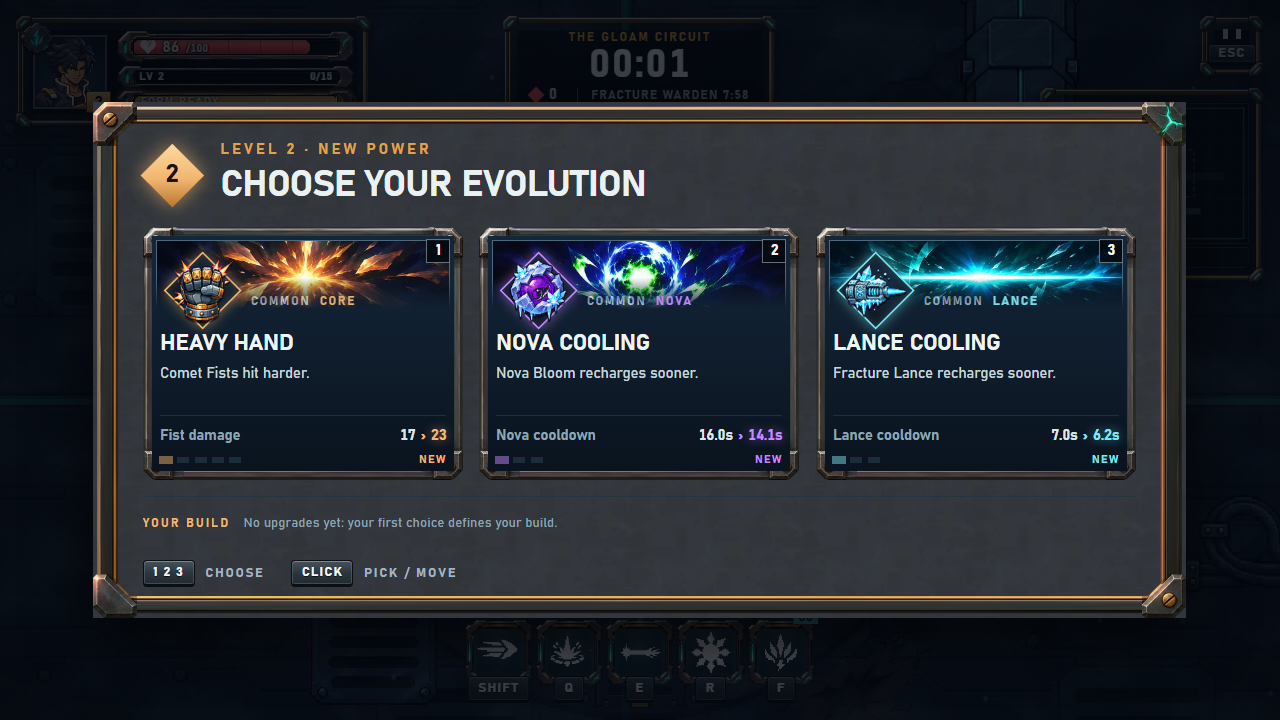 86 /100
LV 2 0/15
THE GLOAM CIRCUIT
00:01
0 FRACTURE WARDEN 7:58
ESC
2
LEVEL 2 · NEW POWER
CHOOSE YOUR EVOLUTION
1
COMMON CORE
HEAVY HAND
Comet Fists hit harder.
Fist damage 17 › 23
NEW
2
COMMON NOVA
NOVA COOLING
Nova Bloom recharges sooner.
Nova cooldown 16.0s › 14.1s
NEW
3
COMMON LANCE
LANCE COOLING
Fracture Lance recharges sooner.
Lance cooldown 7.0s › 6.2s
NEW
YOUR BUILD No upgrades yet: your first choice defines your build.
1 2 3 CHOOSE CLICK PICK / MOVE
SHIFT Q E R F